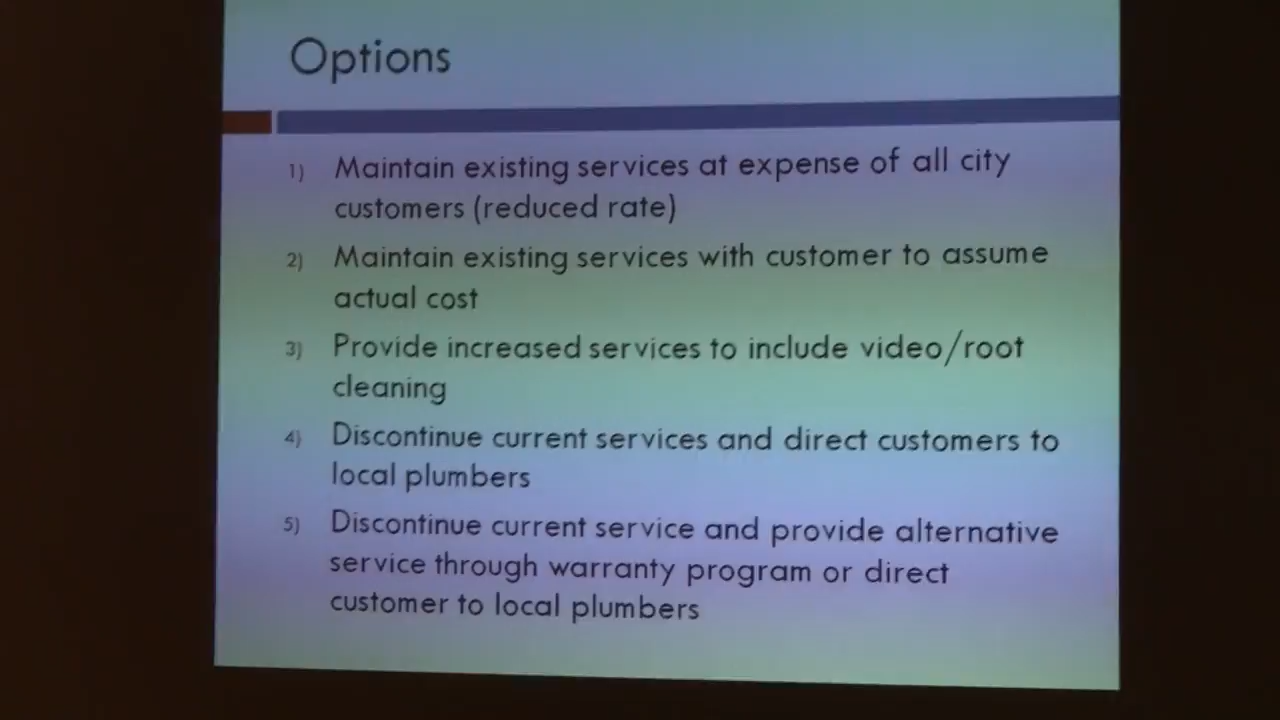 Options
1) Maintain existing services at expense of all city
customers (reduced rate)
2) Maintain existing services with customer to assume
actual cost
3) Provide increased services to include video/root
cleaning
4) Discontinue current services and direct customers to
local plumbers
5) Discontinue current service and provide alternative
service through warranty program or direct
customer to local plumbers